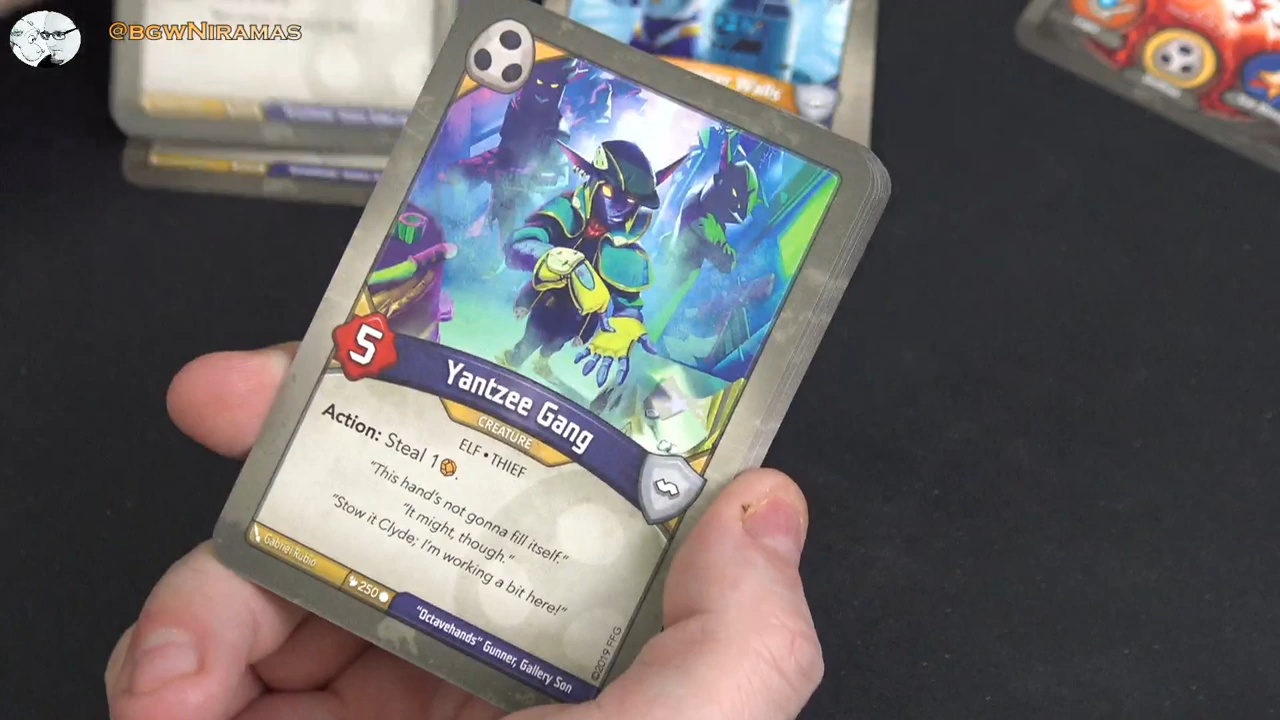 @BGWNIRAMAS
Walls
5
Yantzee Gang
CREATURE
ELF • THIEF
Action: Steal 1.
"This hand's not gonna fill itself."
"It might, though."
"Stow it Clyde; I'm working a bit here!"
Gabriel Rubio
250
"Octavehands" Gunner, Gallery Son
©2019 FFG